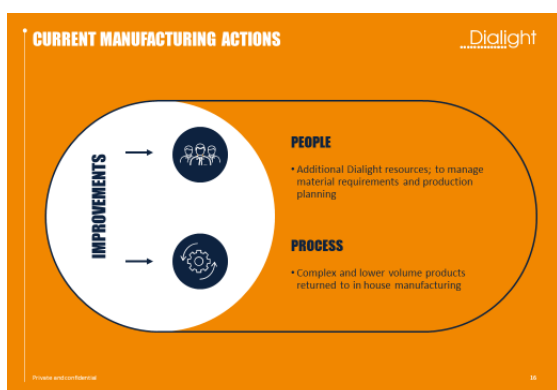 CURRENT MANUFACTURING ACTIONS
Dialight
IMPROVEMENTS
PEOPLE
• Additional Dialight resources; to manage
material requirements and production
planning
PROCESS
• Complex and lower volume products
returned to in house manufacturing
Private and confidential
16